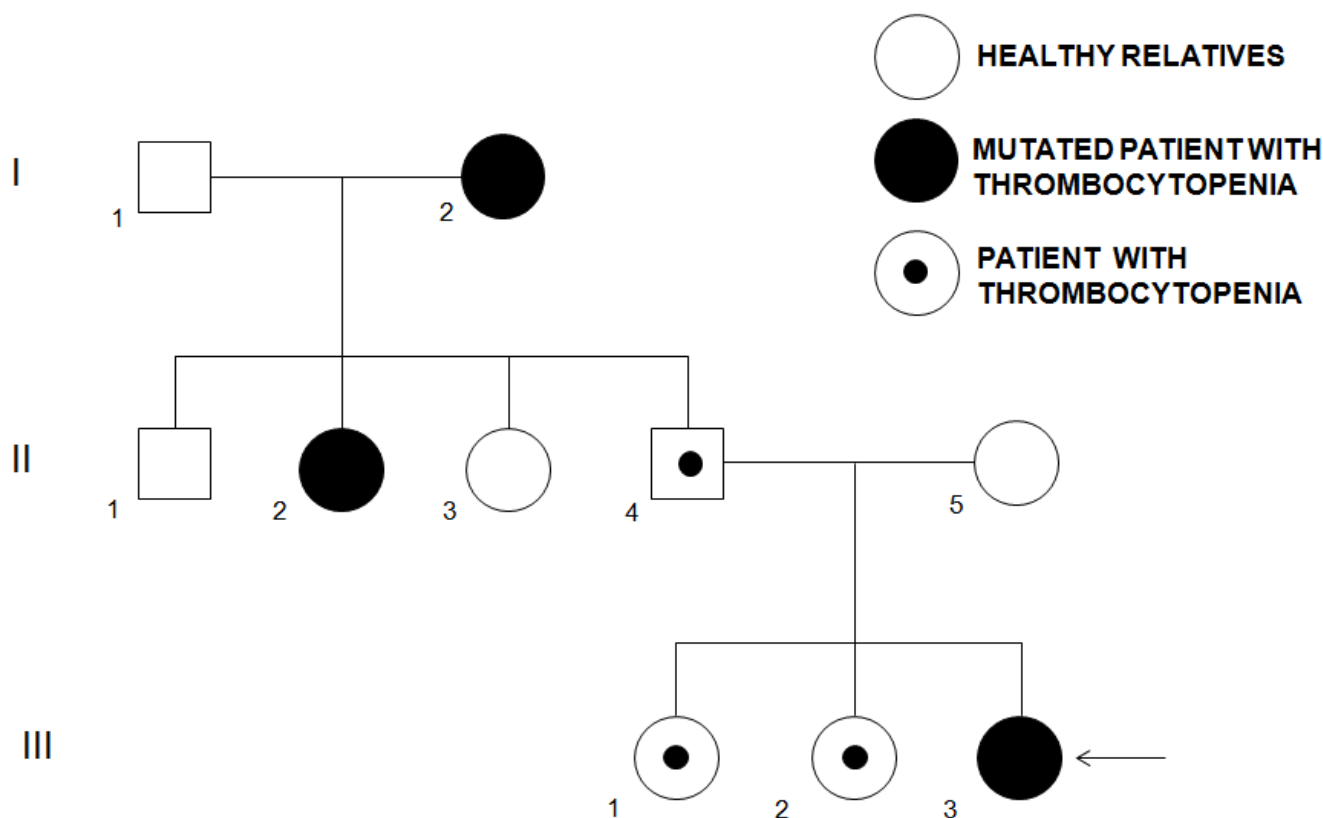 HEALTHY RELATIVES
MUTATED PATIENT WITH
THROMBOCYTOPENIA
PATIENT WITH
THROMBOCYTOPENIA
I
1
2
II
1
2
3
4
5
III
1
2
3